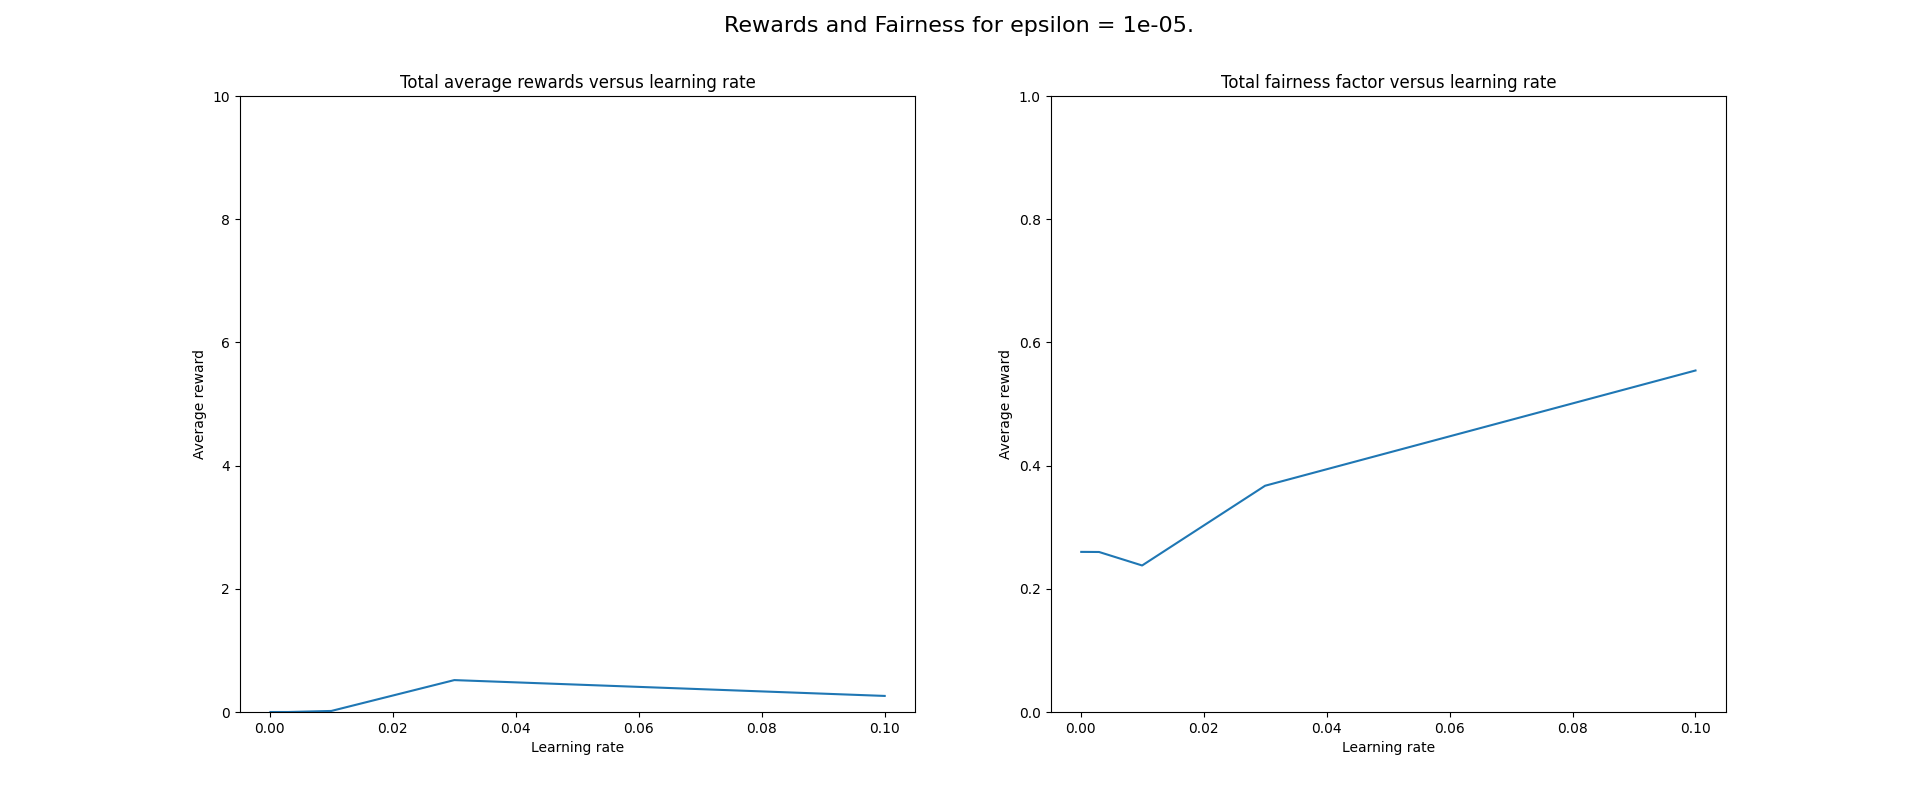 Rewards and Fairness for epsilon = 1e-05.
Total average rewards versus learning rate
10
8
6
4
2
0
Average reward
0.00 0.02 0.04 0.06 0.08 0.10
Learning rate
Total fairness factor versus learning rate
1.0
0.8
0.6
0.4
0.2
0.0
Average reward
0.00 0.02 0.04 0.06 0.08 0.10
Learning rate